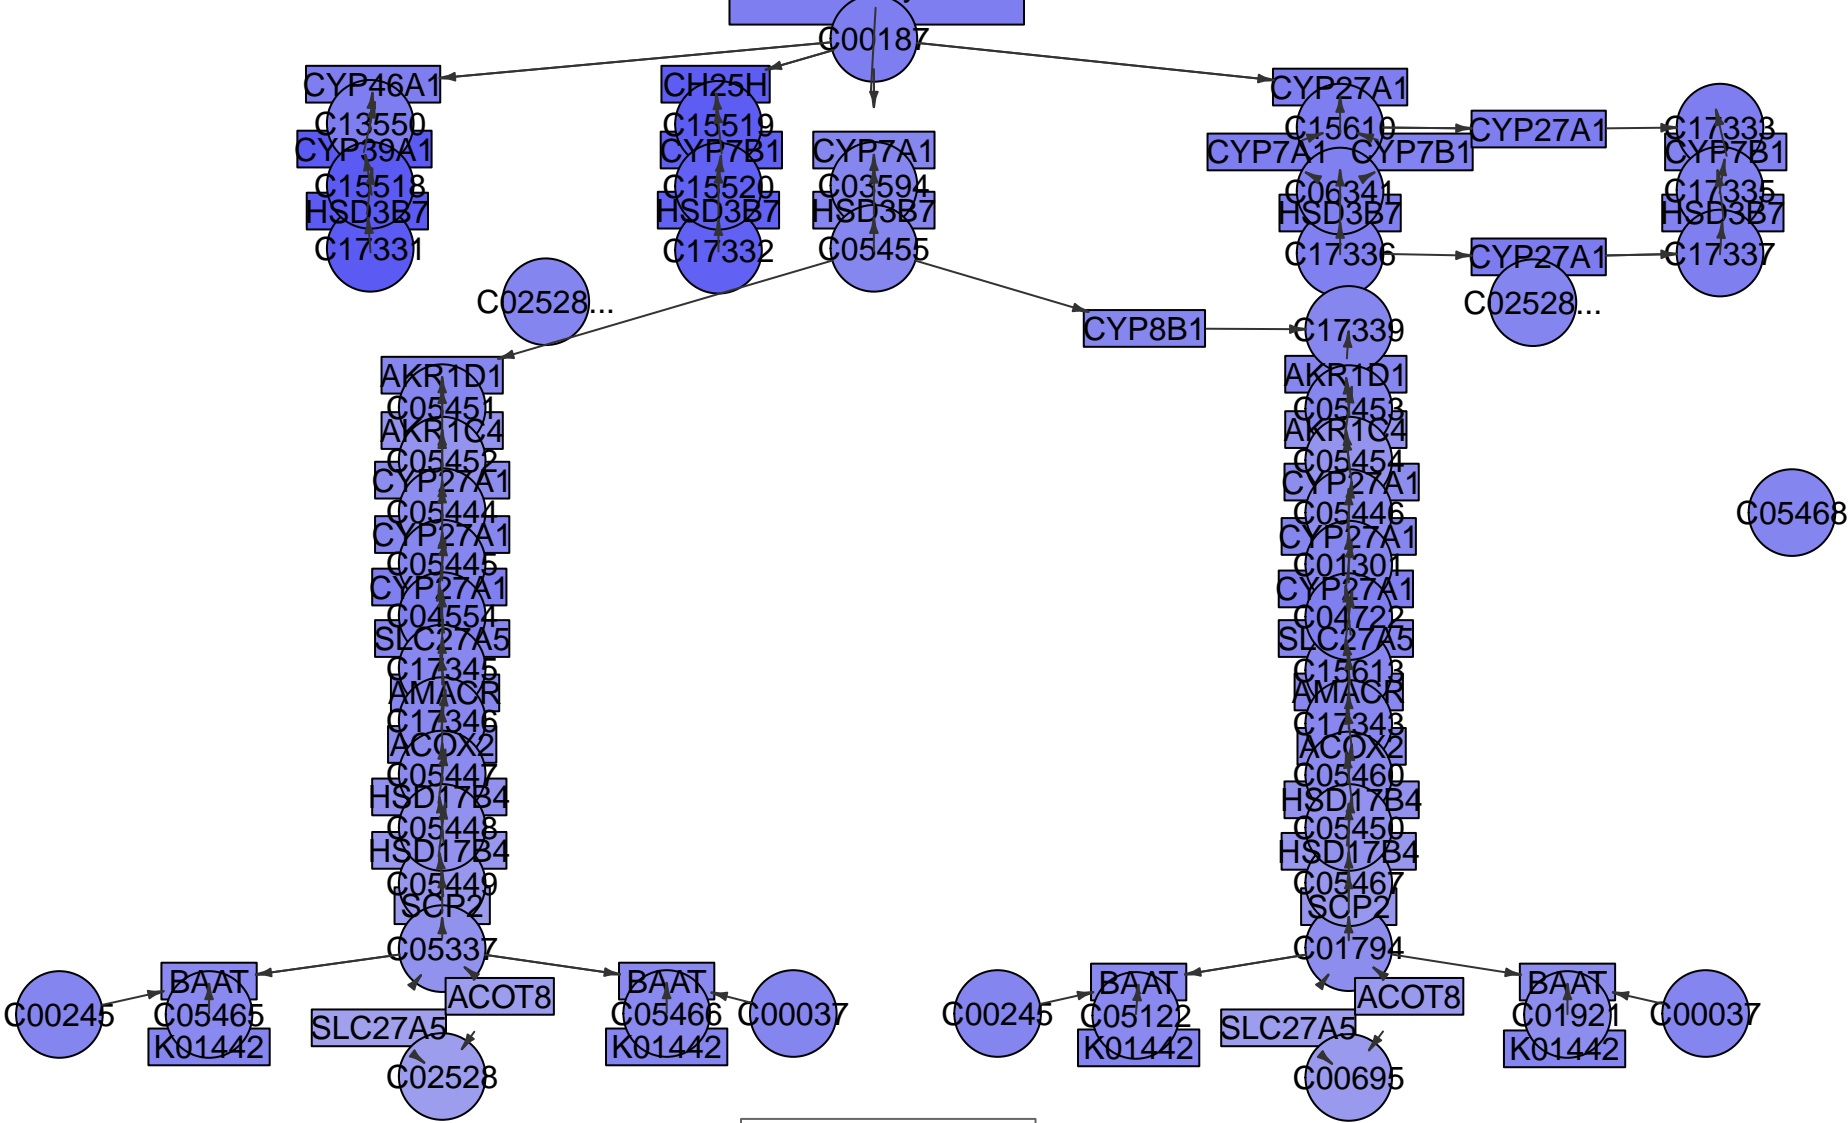 C00187
CYP46A1
CH25H
CYP27A1
C13550
C15519
C15610
CYP27A1
C17333
CYP39A1
CYP7B1
CYP7A1
CYP7A1
CYP7B1
CYP7B1
C15518
C15520
C03594
C06341
C17335
HSD3B7
HSD3B7
HSD3B7
HSD3B7
HSD3B7
C17331
C17332
C05455
C17336
CYP27A1
C17337
C02528...
C02528...
CYP8B1
C17339
AKR1D1
AKR1D1
C05451
C05453
AKR1C4
AKR1C4
C05452
C05454
CYP27A1
CYP27A1
C05444
C05446
C05468
CYP27A1
CYP27A1
C05445
C01301
CYP27A1
CYP27A1
C04554
C04722
SLC27A5
SLC27A5
C17345
C15613
AMACR
AMACR
C17346
C17343
ACOX2
ACOX2
C05447
C05460
HSD17B4
HSD17B4
C05448
C05450
HSD17B4
HSD17B4
C05449
C05467
SCP2
SCP2
C05337
C01794
BAAT
BAAT
BAAT
BAAT
ACOT8
ACOT8
C00245
C05465
C05466
C00037
C00245
C05122
C01921
C00037
SLC27A5
SLC27A5
K01442
K01442
K01442
K01442
C02528
C00695